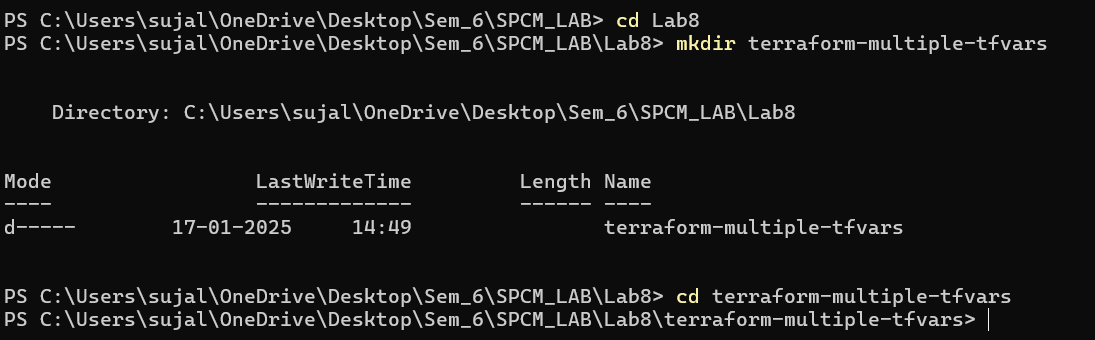 PS C:\Users\sujal\OneDrive\Desktop\Sem_6\SPCM_LAB> cd Lab8
PS C:\Users\sujal\OneDrive\Desktop\Sem_6\SPCM_LAB\Lab8> mkdir terraform-multiple-tfvars
Directory: C:\Users\sujal\OneDrive\Desktop\Sem_6\SPCM_LAB\Lab8
Mode                 LastWriteTime         Length Name
----                 -------------         ------ ----
d-----        17-01-2025     14:49                terraform-multiple-tfvars
PS C:\Users\sujal\OneDrive\Desktop\Sem_6\SPCM_LAB\Lab8> cd terraform-multiple-tfvars
PS C:\Users\sujal\OneDrive\Desktop\Sem_6\SPCM_LAB\Lab8\terraform-multiple-tfvars>